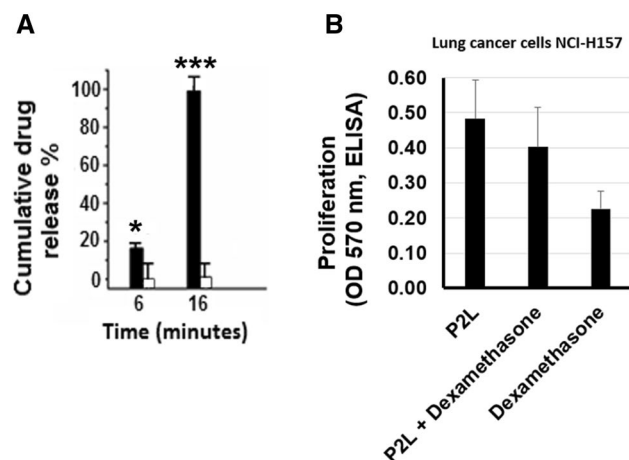 A
Cumulative drug
release %
100
80
60
40
20
0
*
***
6
16
Time (minutes)
B
Lung cancer cells NCI-H157
Proliferation
(OD 570 nm, ELISA)
0.60
0.50
0.40
0.30
0.20
0.10
0.00
P2L
P2L + Dexamethasone
Dexamethasone